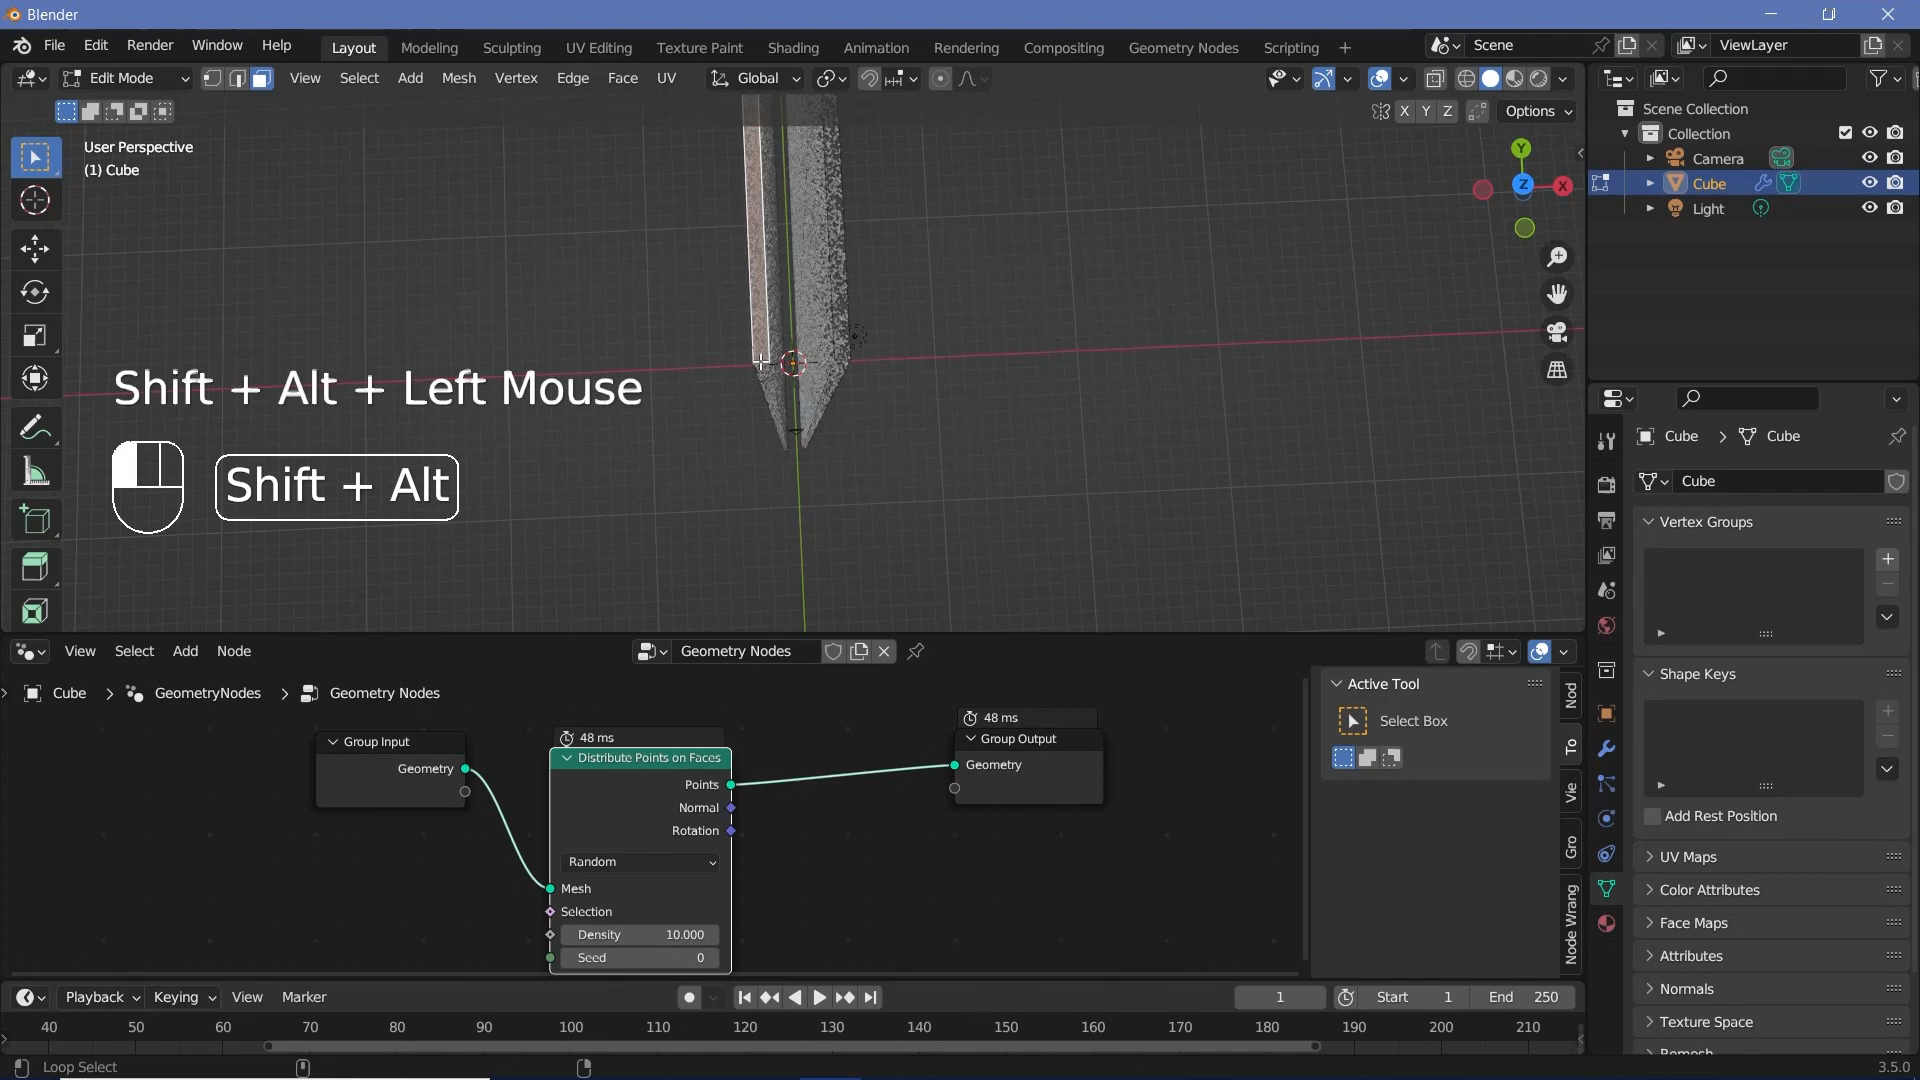 Blender
File Edit Render Window Help Layout Modeling Sculpting UV Editing Texture Paint Shading Animation Rendering Compositing Geometry Nodes Scripting + Scene ViewLayer
Edit Mode View Select Add Mesh Vertex Edge Face UV Global
X Y Z Options
User Perspective
(1) Cube
Y
Z X
Scene Collection
Collection
Camera
Cube
Light
Shift + Alt + Left Mouse
Shift + Alt
Cube > Cube
Cube
Vertex Groups
Shape Keys
Add Rest Position
UV Maps
Color Attributes
Face Maps
Attributes
Normals
Texture Space
View Select Add Node Geometry Nodes
Cube > GeometryNodes > Geometry Nodes
Active Tool
Select Box
Nod
To
Vie
Gro
Node Wrang
Group Input
Geometry
48 ms
Distribute Points on Faces
Points
Normal
Rotation
Random
Mesh
Selection
Density 10.000
Seed 0
48 ms
Group Output
Geometry
Playback Keying View Marker 1 Start 1 End 250
40 50 60 70 80 90 100 110 120 130 140 150 160 170 180 190 200 210
Loop Select 3.5.0